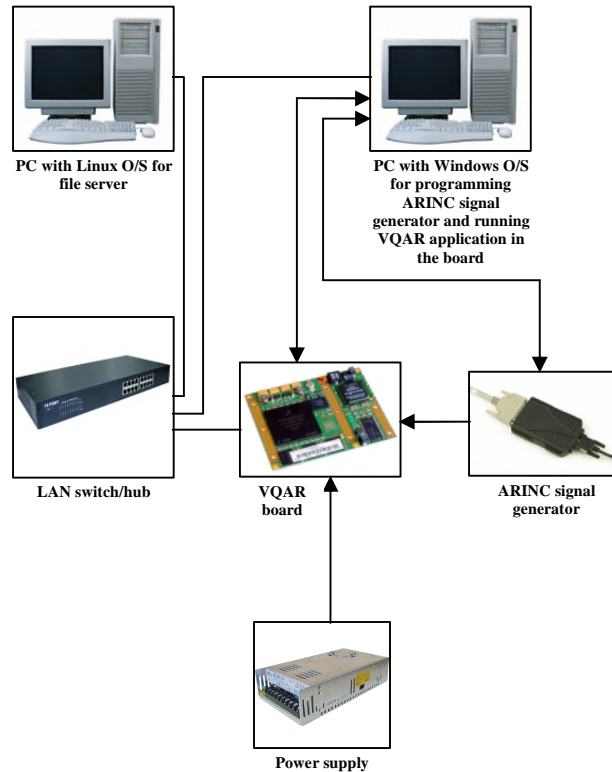 PC with Linux O/S for
file server
PC with Windows O/S
for programming
ARINC signal
generator and running
VQAR application in
the board
LAN switch/hub
VQAR
board
ARINC signal
generator
Power supply